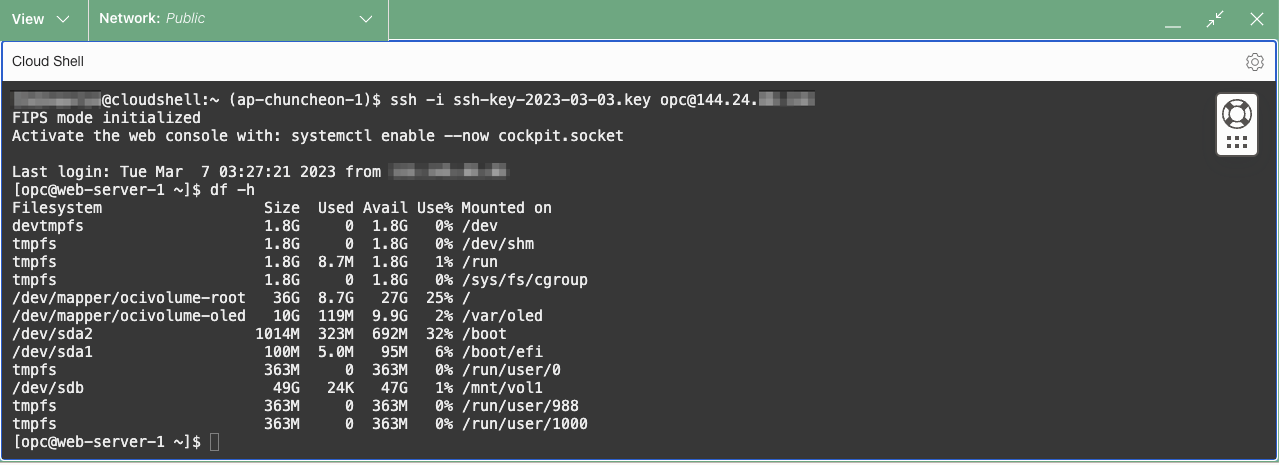 View Network: Public
Cloud Shell
@cloudshell:~ (ap-chuncheon-1)$ ssh -i ssh-key-2023-03-03.key opc@144.24.
FIPS mode initialized
Activate the web console with: systemctl enable --now cockpit.socket
Last login: Tue Mar  7 03:27:21 2023 from
[opc@web-server-1 ~]$ df -h
Filesystem                  Size  Used Avail Use% Mounted on
devtmpfs                    1.8G     0  1.8G   0% /dev
tmpfs                       1.8G     0  1.8G   0% /dev/shm
tmpfs                       1.8G  8.7M  1.8G   1% /run
tmpfs                       1.8G     0  1.8G   0% /sys/fs/cgroup
/dev/mapper/ocivolume-root   36G  8.7G   27G  25% /
/dev/mapper/ocivolume-oled   10G  119M  9.9G   2% /var/oled
/dev/sda2                  1014M  323M  692M  32% /boot
/dev/sda1                   100M  5.0M   95M   6% /boot/efi
tmpfs                       363M     0  363M   0% /run/user/0
/dev/sdb                     49G   24K   47G   1% /mnt/vol1
tmpfs                       363M     0  363M   0% /run/user/988
tmpfs                       363M     0  363M   0% /run/user/1000
[opc@web-server-1 ~]$